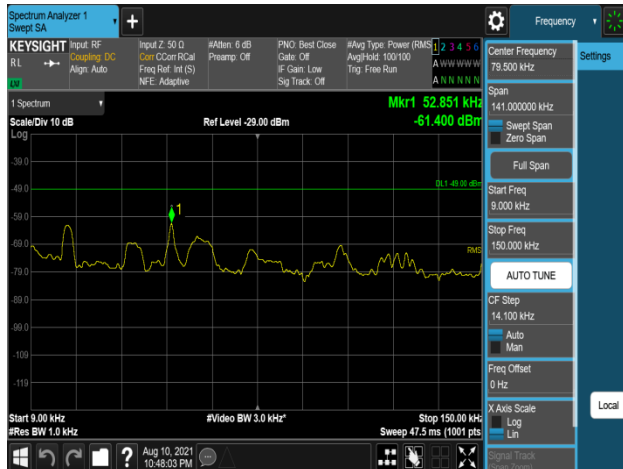 Spectrum Analyzer 1
Swept SA
Frequency
KEYSIGHT
Input: RF
Input Z: 50 Ω
#Atten: 6 dB
PNO: Best Close
#Avg Type: Power (RMS
1 2 3 4 5 6
RL
Coupling: DC
Corr CCorr RCal
Preamp: Off
Gate: Off
Avg|Hold: 100/100
A WWWWW
Align: Auto
Freq Ref: Int (S)
IF Gain: Low
Trig: Free Run
NFE: Adaptive
Sig Track: Off
A N N N N N
LXI
1 Spectrum
Mkr1 52.851 kHz
Scale/Div 10 dB
Ref Level -29.00 dBm
-61.400 dBm
Log
-39.0
-49.0
DL1 -49.00 dBm
1
-59.0
-69.0
RMS
-79.0
-89.0
-99.0
-109
-119
Start 9.00 kHz
#Video BW 3.0 kHz*
Stop 150.00 kHz
#Res BW 1.0 kHz
Sweep 47.5 ms (1001 pts
?
Aug 10, 2021
10:48:03 PM
Center Frequency
79.500 kHz
Settings
Span
141.000000 kHz
Swept Span
Zero Span
Full Span
Start Freq
9.000 kHz
Stop Freq
150.000 kHz
AUTO TUNE
CF Step
14.100 kHz
Auto
Man
Freq Offset
0 Hz
X Axis Scale
Log
Lin
Local
Signal Track
(Span Zoom)